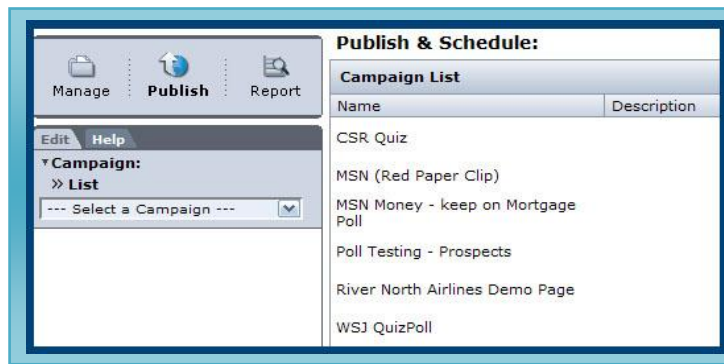 Manage
Publish
Report
Edit
Help
Campaign:
» List
--- Select a Campaign ---
Publish & Schedule:
Campaign List
Name Description
CSR Quiz
MSN (Red Paper Clip)
MSN Money - keep on Mortgage
Poll
Poll Testing - Prospects
River North Airlines Demo Page
WSJ QuizPoll